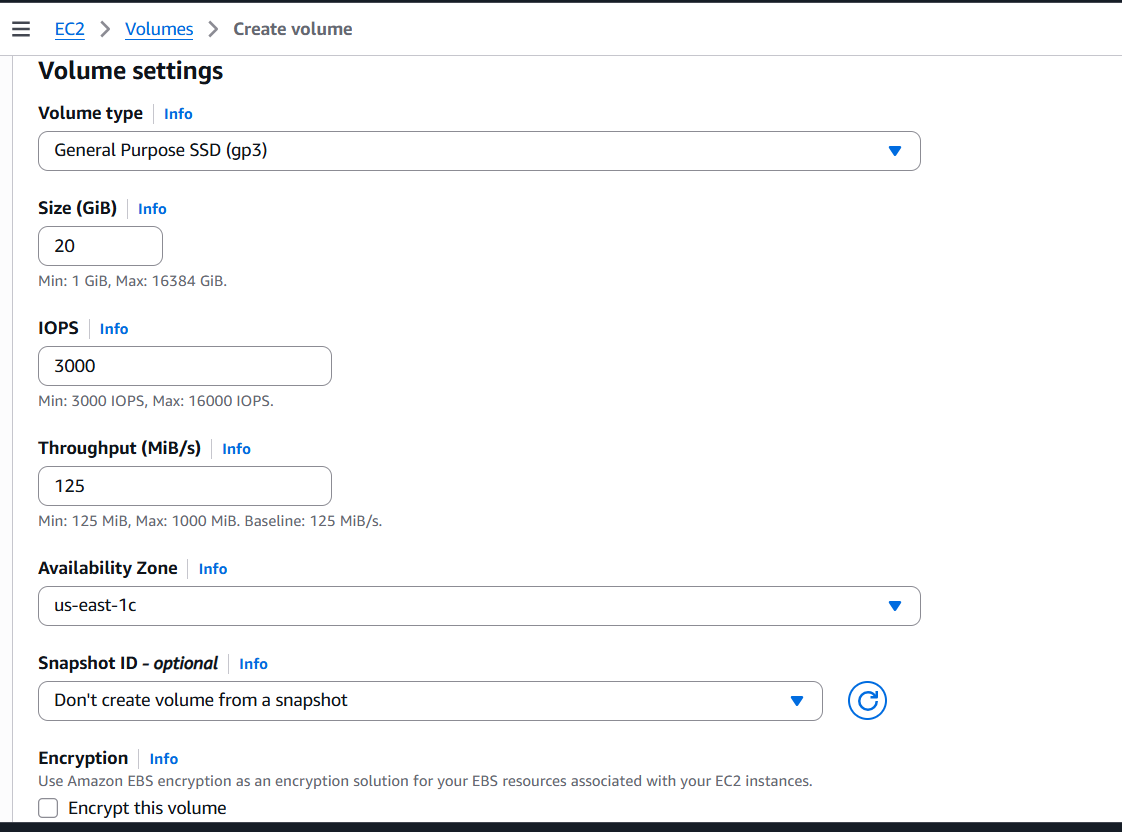 EC2 > Volumes > Create volume
Volume settings
Volume type Info
General Purpose SSD (gp3)
Size (GiB) Info
20
Min: 1 GiB, Max: 16384 GiB.
IOPS Info
3000
Min: 3000 IOPS, Max: 16000 IOPS.
Throughput (MiB/s) Info
125
Min: 125 MiB, Max: 1000 MiB. Baseline: 125 MiB/s.
Availability Zone Info
us-east-1c
Snapshot ID - optional Info
Don't create volume from a snapshot
Encryption Info
Use Amazon EBS encryption as an encryption solution for your EBS resources associated with your EC2 instances.
Encrypt this volume